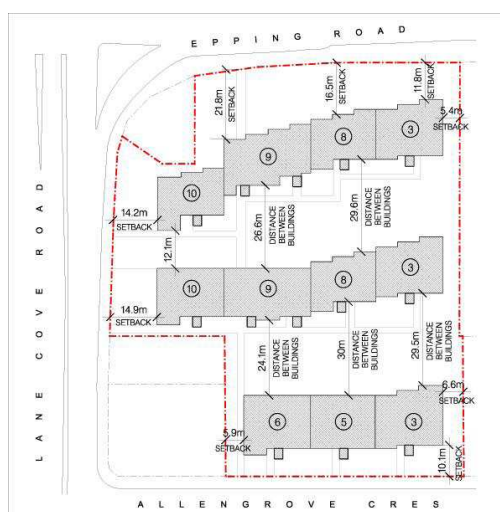 EPPING ROAD
21.8m
SETBACK
16.5m
SETBACK
11.8m
SETBACK
5.4m
SETBACK
10
9
8
3
14.2m
SETBACK
12.1m
26.6m
DISTANCE
BETWEEN
BUILDINGS
29.6m
DISTANCE
BETWEEN
BUILDINGS
LANE COVE ROAD
10
9
8
3
14.9m
SETBACK
24.1m
DISTANCE
BETWEEN
BUILDINGS
30m
DISTANCE
BETWEEN
BUILDINGS
29.5m
DISTANCE
BETWEEN
BUILDINGS
6.6m
SETBACK
6
5
3
5.9m
SETBACK
10.1m
SETBACK
ALLENGROVE CRES